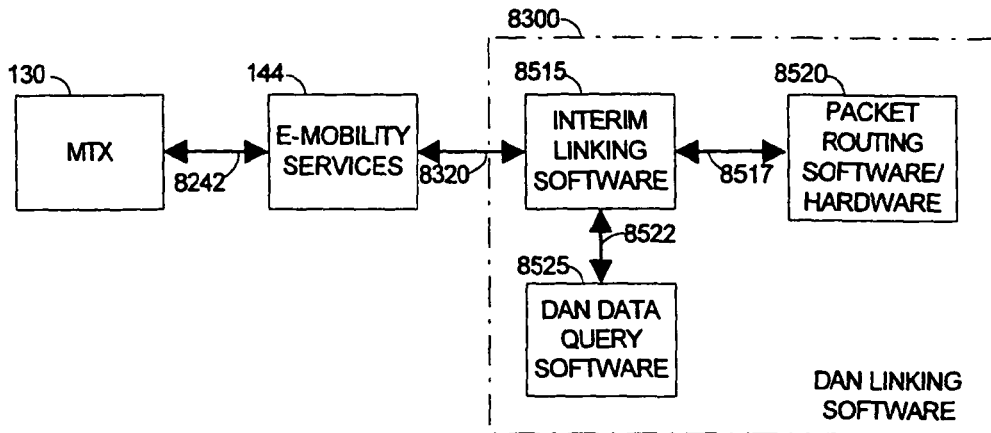 8300
130
MTX
8242
144
E-MOBILITY
SERVICES
8320
8515
INTERIM
LINKING
SOFTWARE
8517
8520
PACKET
ROUTING
SOFTWARE/
HARDWARE
8522
8525
DAN DATA
QUERY
SOFTWARE
DAN LINKING
SOFTWARE